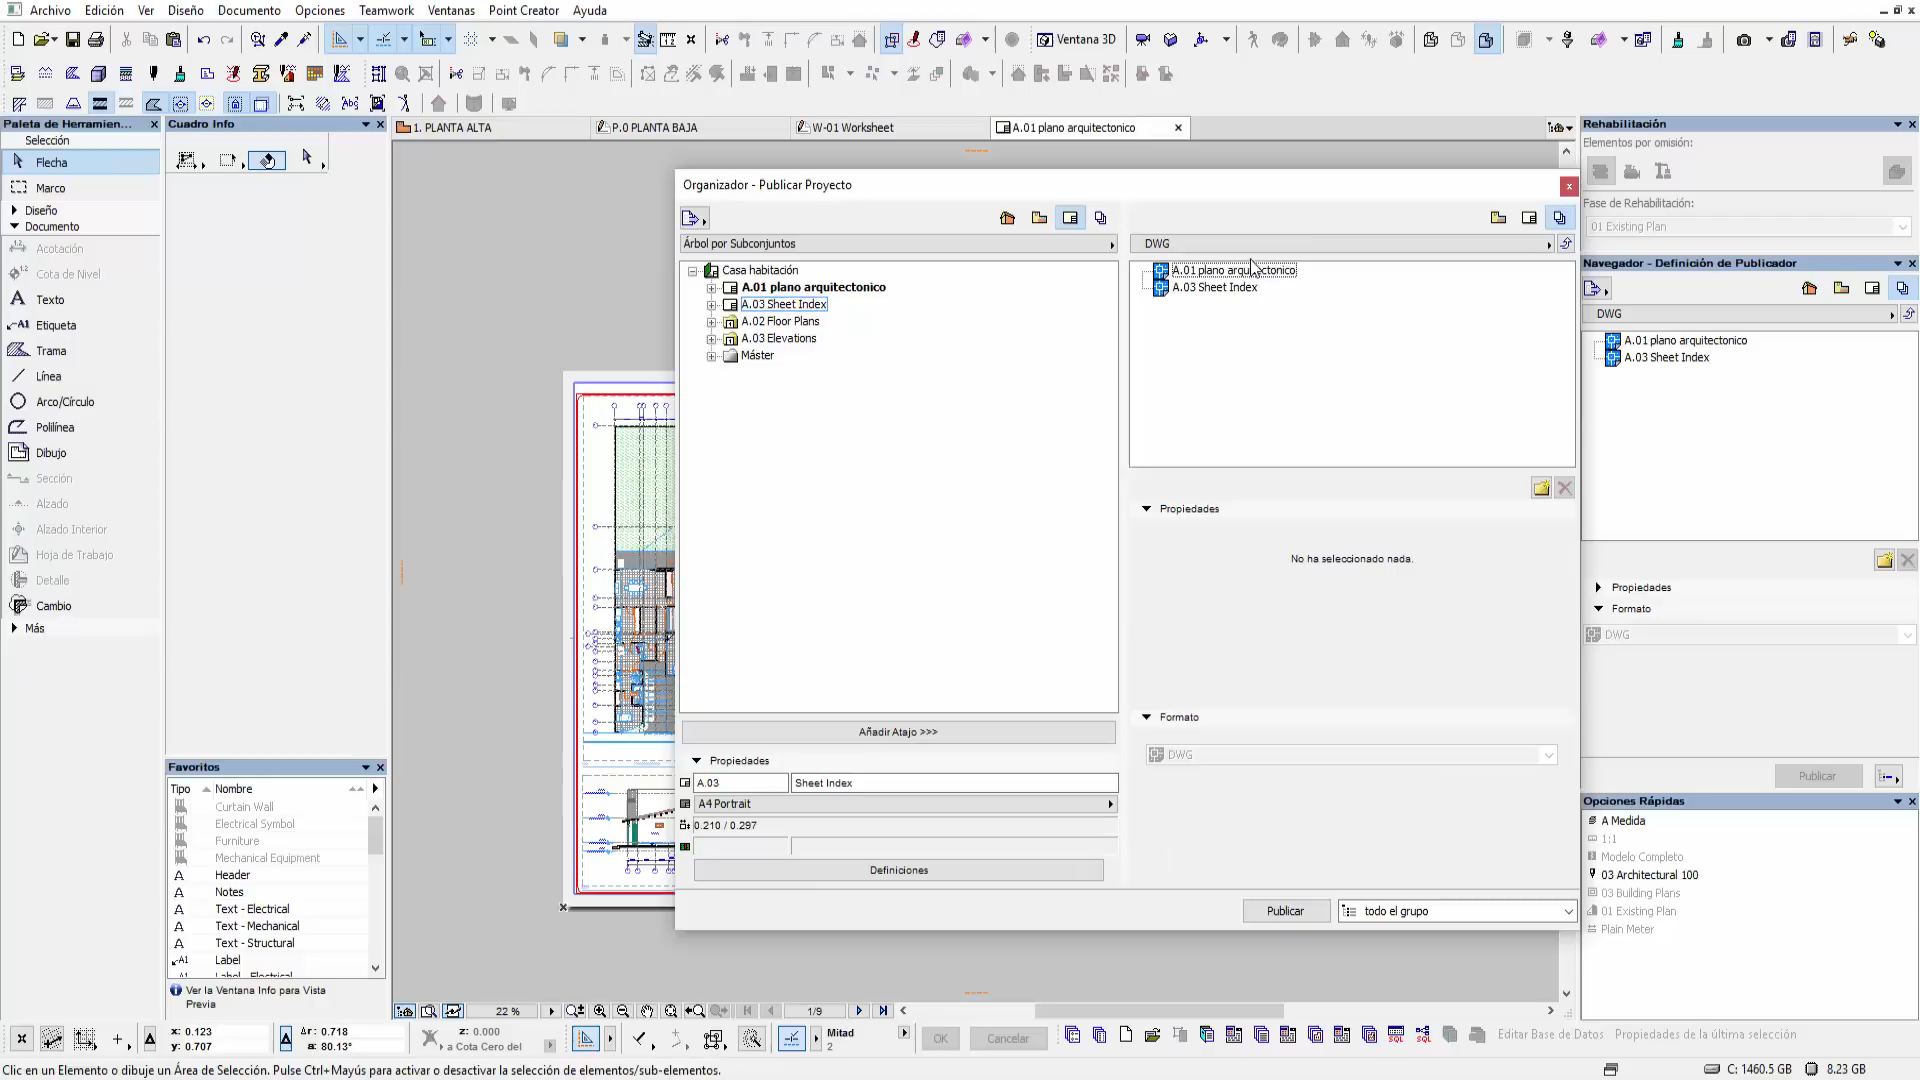 Archivo Edición Ver Diseño Documento Opciones Teamwork Ventanas Point Creator Ayuda
Ventana 3D
Paleta de Herramien...
Selección
Flecha
Marco
Diseño
Documento
Acotación
Cota de Nivel
Texto
Etiqueta
Trama
Línea
Arco/Círculo
Polilínea
Dibujo
Sección
Alzado
Alzado Interior
Hoja de Trabajo
Detalle
Cambio
Más
Cuadro Info
Favoritos
Tipo Nombre
Curtain Wall
Electrical Symbol
Furniture
Mechanical Equipment
Header
Notes
Text - Electrical
Text - Mechanical
Text - Structural
Label
Label - Electrical
Ver la Ventana Info para Vista
Previa
1. PLANTA ALTA
P.0 PLANTA BAJA
W-01 Worksheet
A.01 plano arquitectonico
Organizador - Publicar Proyecto
Árbol por Subconjuntos
Casa habitación
A.01 plano arquitectonico
A.03 Sheet Index
A.02 Floor Plans
A.03 Elevations
Máster
Añadir Atajo >>>
Propiedades
A.03 Sheet Index
A4 Portrait
0.210 / 0.297
Definiciones
DWG
A.01 plano arquitectonico
A.03 Sheet Index
Propiedades
No ha seleccionado nada.
Formato
DWG
Publicar
todo el grupo
Rehabilitación
Elementos por omisión:
Fase de Rehabilitación:
01 Existing Plan
Navegador - Definición de Publicador
DWG
A.01 plano arquitectonico
A.03 Sheet Index
Propiedades
Formato
DWG
Publicar
Opciones Rápidas
A Medida
1:1
Modelo Completo
03 Architectural 100
03 Building Plans
01 Existing Plan
Plain Meter
22 %
1/9
x: 0.123
y: 0.707
Δr: 0.718
a: 80.13°
z: 0.000
a Cota Cero del
Mitad
2
OK
Cancelar
Editar Base de Datos
Propiedades de la última selección
Clic en un Elemento o dibuje un Área de Selección. Pulse Ctrl+Mayús para activar o desactivar la selección de elementos/sub-elementos.
C: 1460.5 GB
8.23 GB